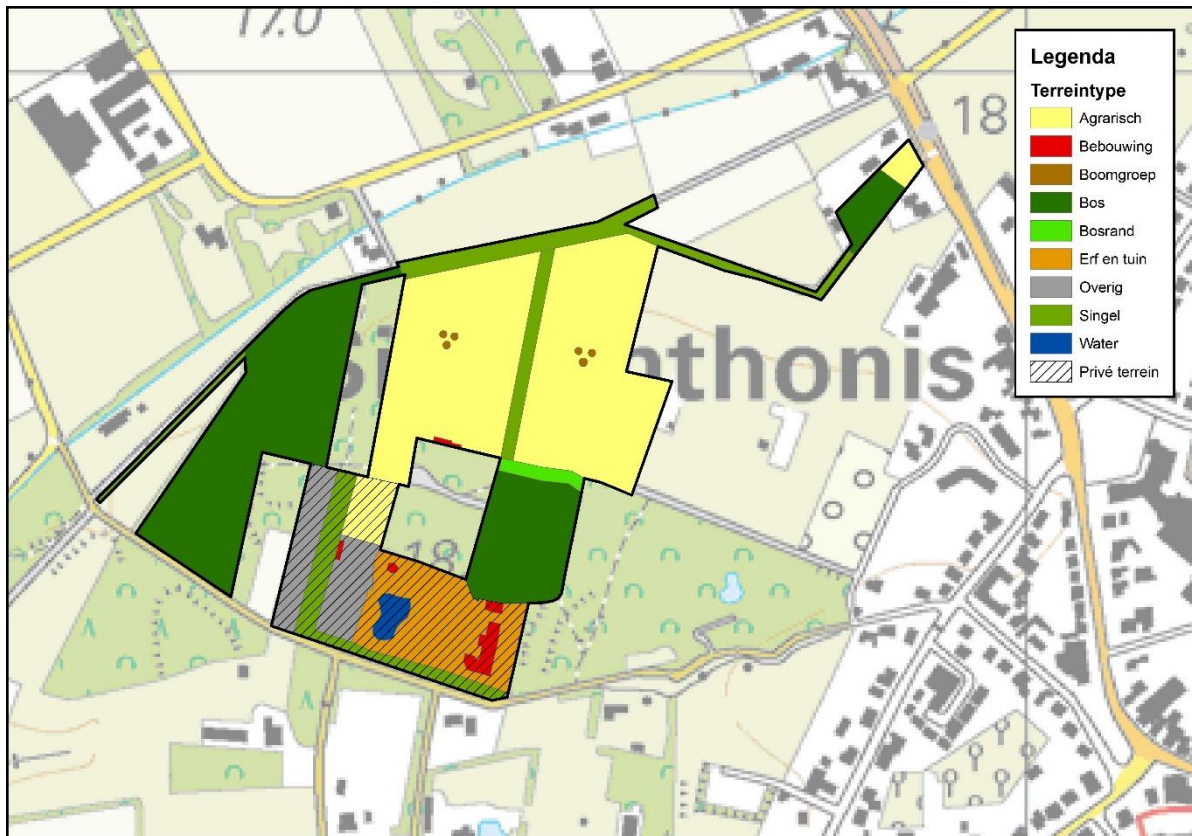 17.0
18
Legenda
Terreintype
Agrarisch
Bebouwing
Boomgroep
Bos
Bosrand
Erf en tuin
Overig
Singel
Water
Privé terrein
nthonis
18